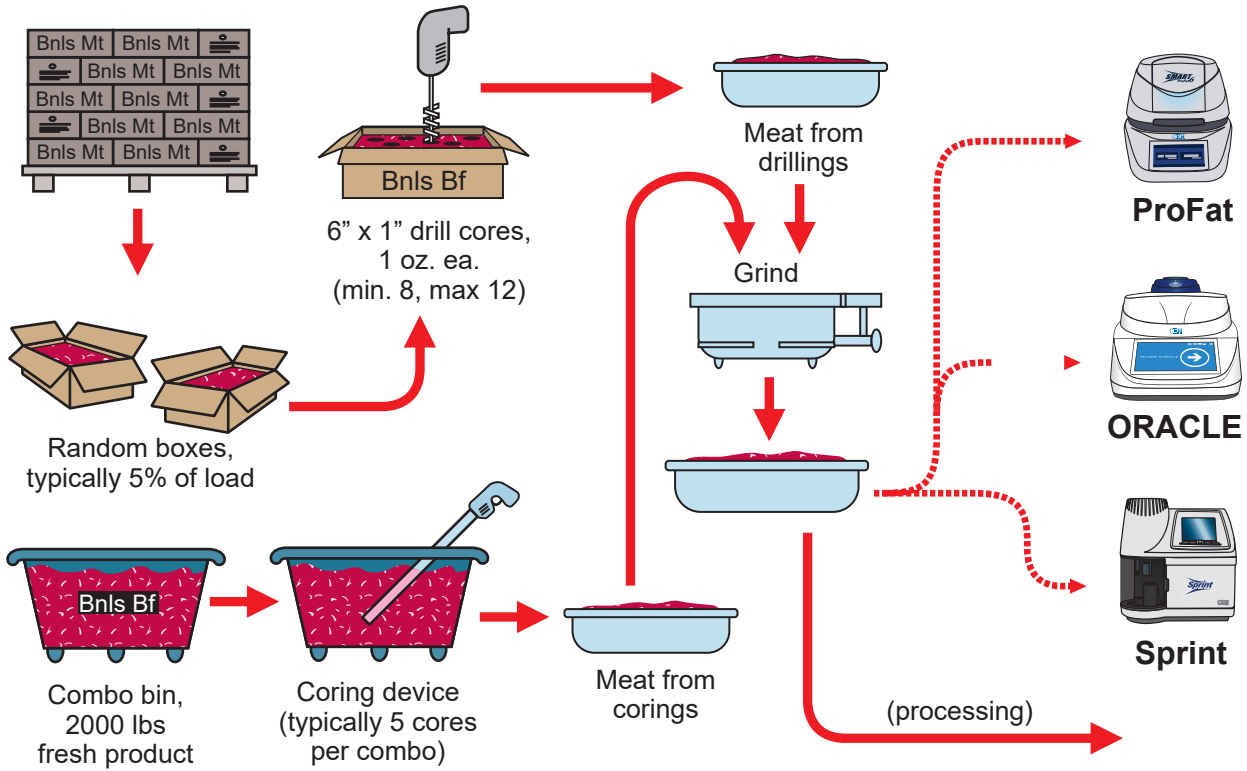 Bnls Mt Bnls Mt
Bnls Mt Bnls Mt
Bnls Mt Bnls Mt
Bnls Mt Bnls Mt
Bnls Mt Bnls Mt
Random boxes,
typically 5% of load
Bnls Bf
6” x 1” drill cores,
1 oz. ea.
(min. 8, max 12)
Meat from
drillings
Grind
Bnls Bf
Combo bin,
2000 lbs
fresh product
Coring device
(typically 5 cores
per combo)
Meat from
corings
(processing)
SMART
ProFat
ORACLE
Sprint
Sprint